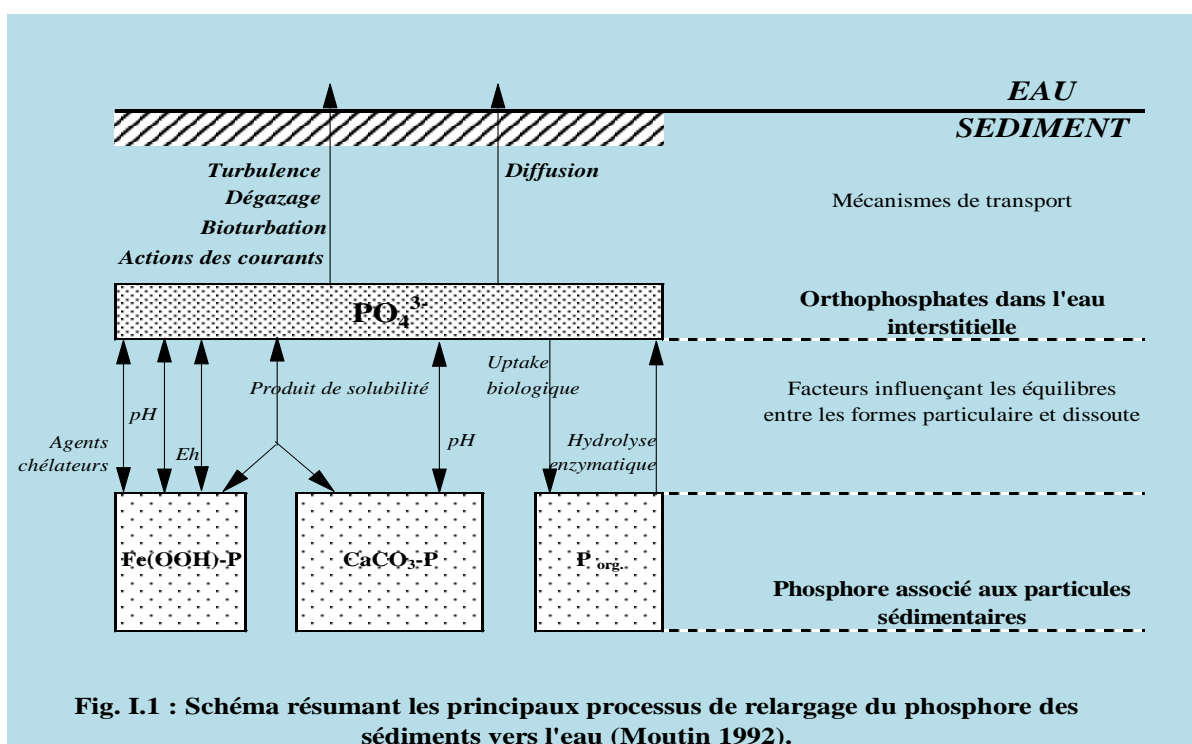 EAU
SEDIMENT
Turbulence
Dégazage
Bioturbation
Actions des courants
Diffusion
Mécanismes de transport
PO₄³⁻
Orthophosphates dans l'eau
interstitielle
Agents
chélateurs
pH
Eh
Produit de solubilité
pH
Uptake
biologique
Hydrolyse
enzymatique
Facteurs influençant les équilibres
entre les formes particulaire et dissoute
Fe(OOH)-P
CaCO₃-P
P org.
Phosphore associé aux particules
sédimentaires
Fig. I.1 : Schéma résumant les principaux processus de relargage du phosphore des
sédiments vers l'eau (Moutin 1992).